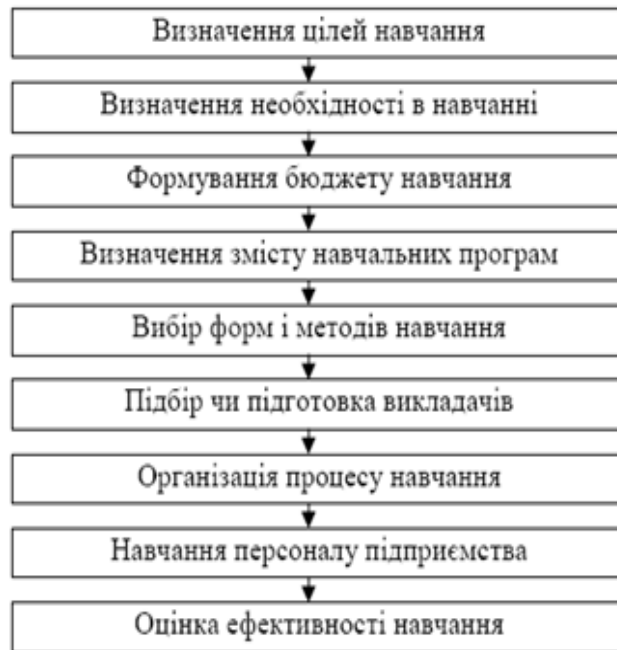 Визначення цілей навчання
Визначення необхідності в навчанні
Формування бюджету навчання
Визначення змісту навчальних програм
Вибір форм і методів навчання
Підбір чи підготовка викладачів
Організація процесу навчання
Навчання персоналу підприємства
Оцінка ефективності навчання